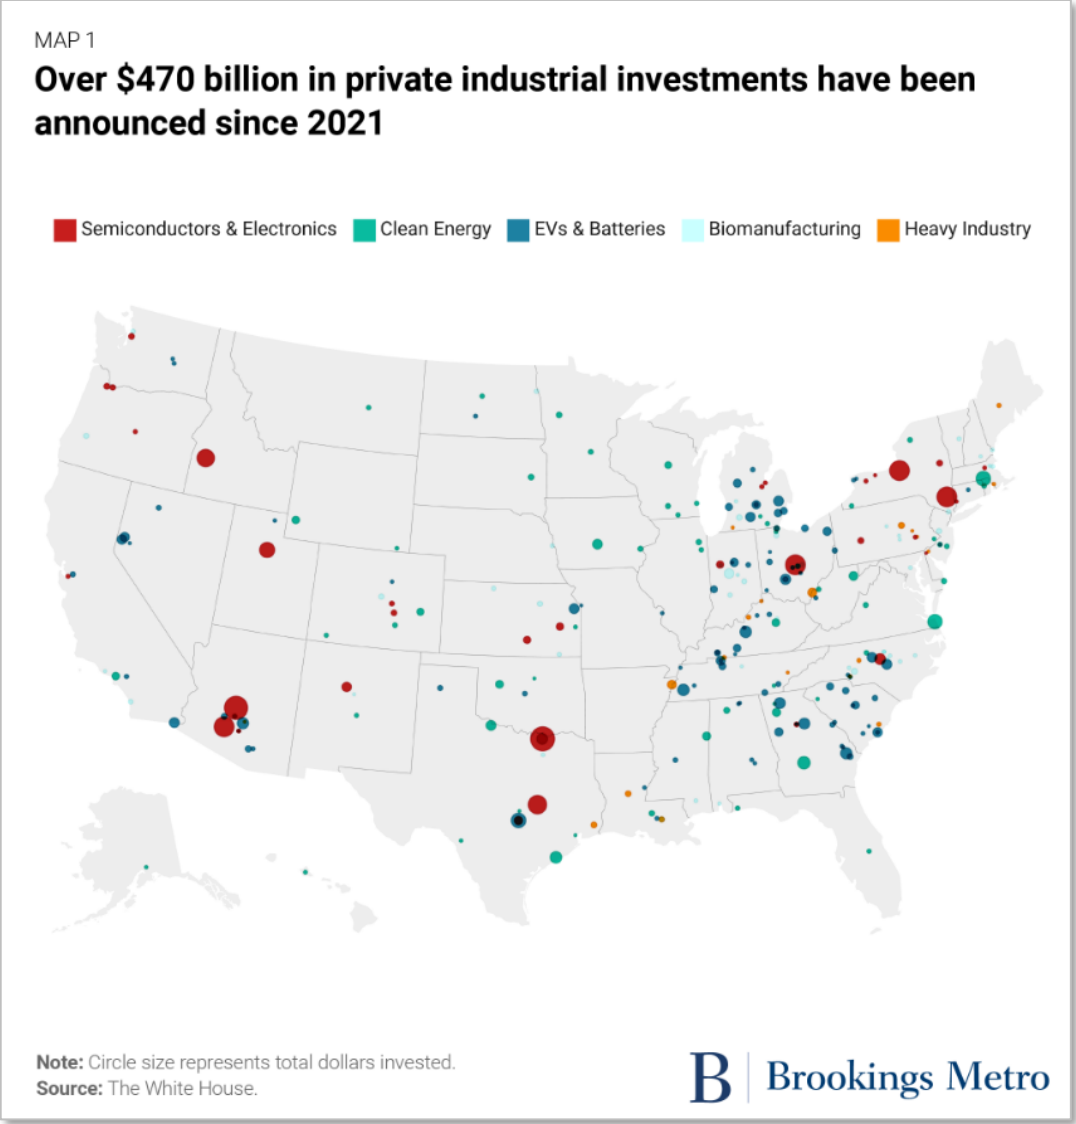 MAP 1
Over $470 billion in private industrial investments have been
announced since 2021
Semiconductors & Electronics Clean Energy EVs & Batteries Biomanufacturing Heavy Industry
Note: Circle size represents total dollars invested.
Source: The White House.
B Brookings Metro